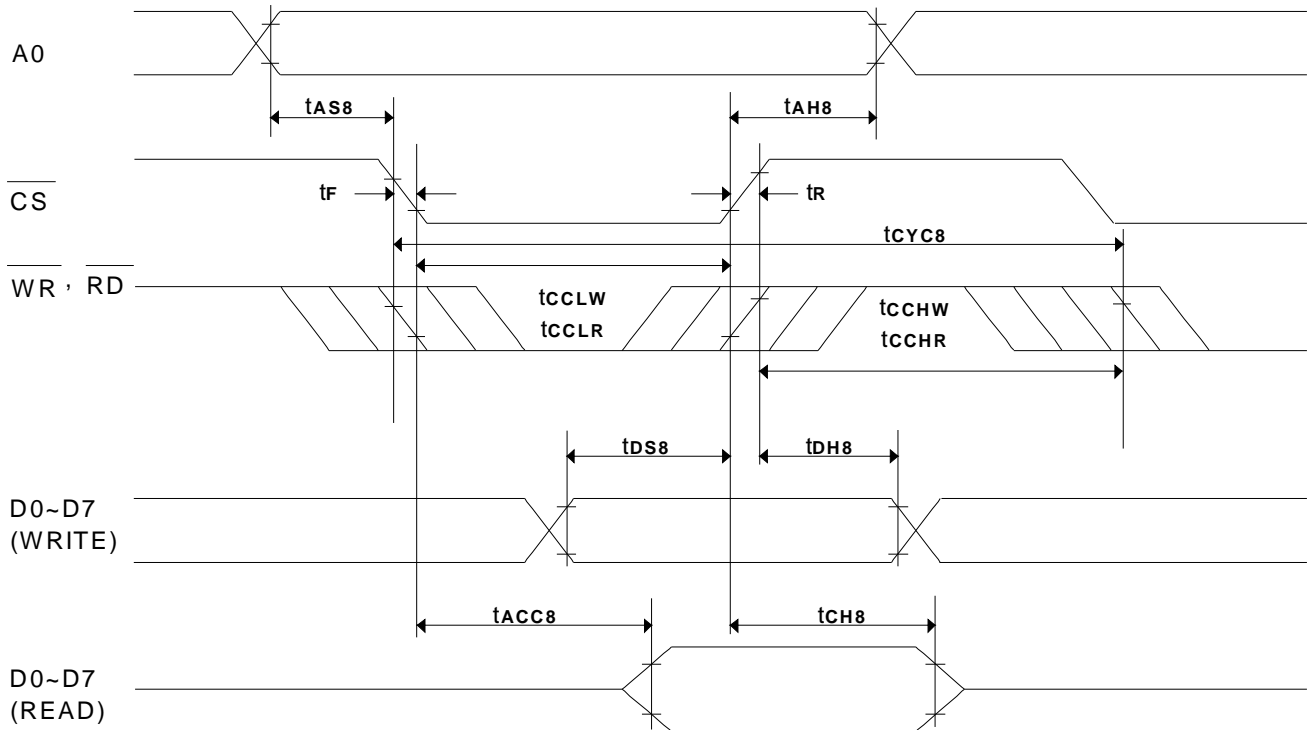 A0
tAS8
tAH8
CS
tF
tR
tCYC8
WR, RD
tCCLW
tCCLR
tCCHW
tCCHR
tDS8
tDH8
D0~D7
(WRITE)
tACC8
tCH8
D0~D7
(READ)